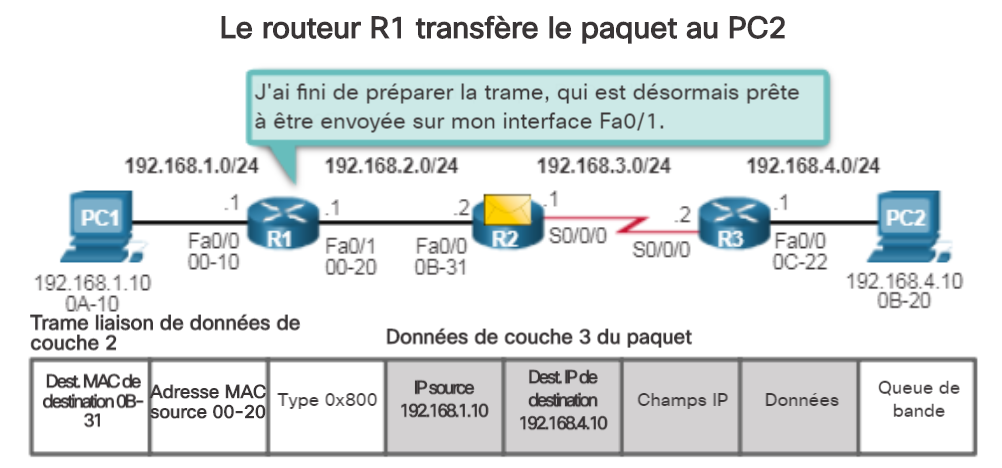 Le routeur R1 transfère le paquet au PC2
J'ai fini de préparer la trame, qui est désormais prête
à être envoyée sur mon interface Fa0/1.
192.168.1.0/24 192.168.2.0/24 192.168.3.0/24 192.168.4.0/24
PC1 .1 R1 .1 .2 R2 .1 .2 R3 .1 PC2
Fa0/0 Fa0/1 Fa0/0 S0/0/0 S0/0/0 Fa0/0
00-10 00-20 0B-31 0C-22
192.168.1.10 192.168.4.10
0A-10 0B-20
Trame liaison de données de
couche 2
Données de couche 3 du paquet
Dest. MAC de
destination 0B-
31
Adresse MAC
source 00-20
Type 0x800
IP source
192.168.1.10
Dest. IP de
destination
192.168.4.10
Champs IP
Données
Queue de
bande